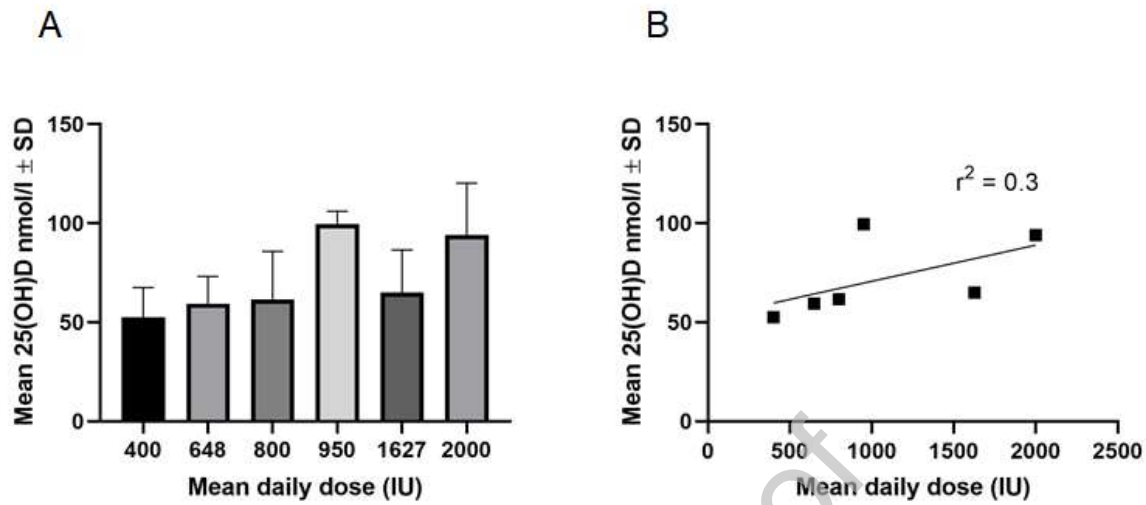 A
Mean 25(OH)D nmol/l ± SD
150
100
50
0
400 648 800 950 1627 2000
Mean daily dose (IU)
B
Mean 25(OH)D nmol/l ± SD
150
100
50
0
r² = 0.3
0 500 1000 1500 2000 2500
Mean daily dose (IU)
of